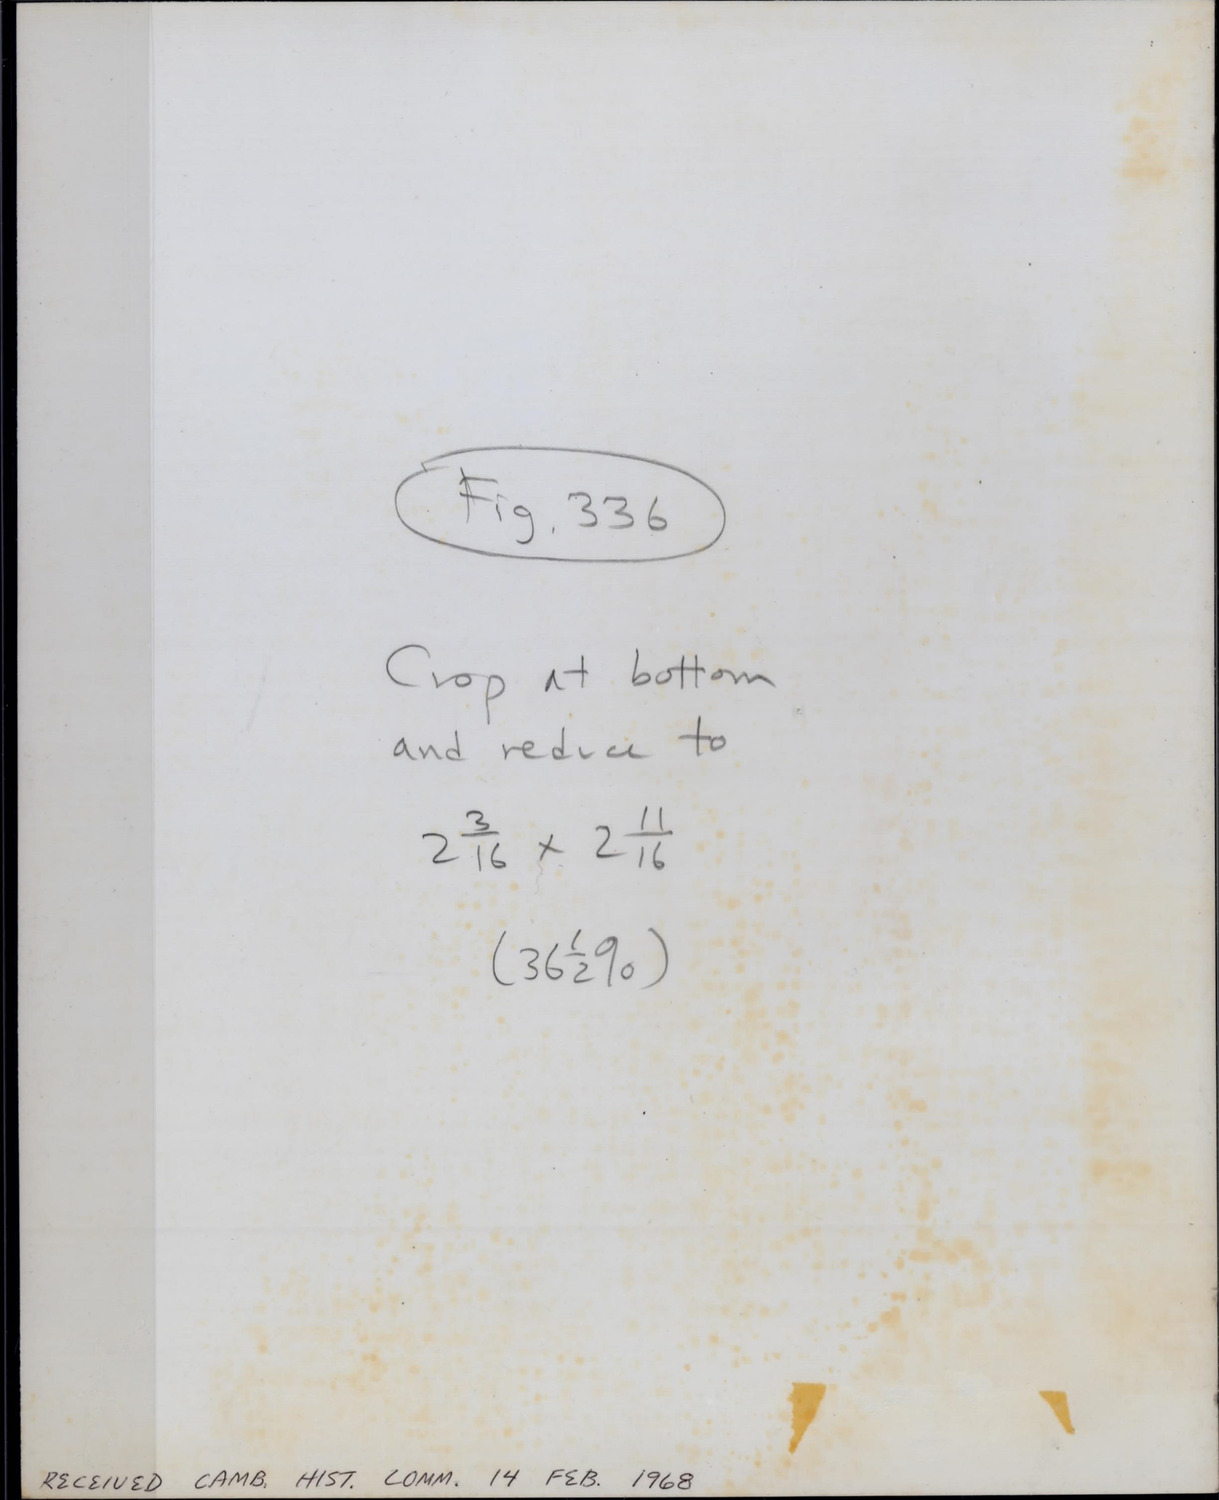 Fig. 336
Crop at bottom
and reduce to
2 3/16 x 2 11/16
(36 1/2 %)
RECEIVED CAMB. HIST. COMM. 14 FEB. 1968